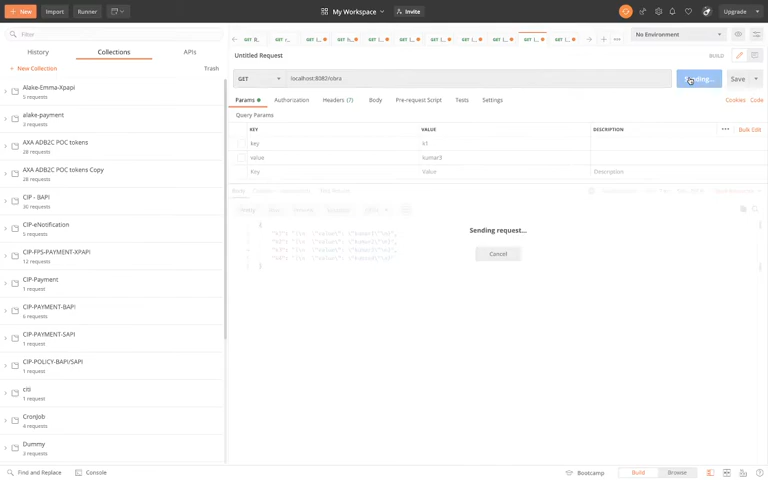 New Import Runner My Workspace Invite Upgrade
Filter
History Collections APIs
+ New Collection Trash
Alake-Emma-Xpapi
5 requests
alake-payment
3 requests
AXA ADB2C POC tokens
28 requests
AXA ADB2C POC tokens Copy
28 requests
CIP - BAPI
30 requests
CIP-eNotification
5 requests
CIP-FPS-PAYMENT-XPAPI
12 requests
CIP-Payment
1 request
CIP-PAYMENT-BAPI
6 requests
CIP-PAYMENT-SAPI
1 request
CIP-POLICY-BAPI/SAPI
1 request
citi
1 request
CronJob
4 requests
Dummy
No Environment
Untitled Request BUILD
GET localhost:8082/obra Sending... Save
Params Authorization Headers (7) Body Pre-request Script Tests Settings Cookies Code
Query Params
KEY VALUE DESCRIPTION Bulk Edit
key k1
value kumar3
Key Value Description
Sending request...
Cancel
Find and Replace Console Bootcamp Build Browse